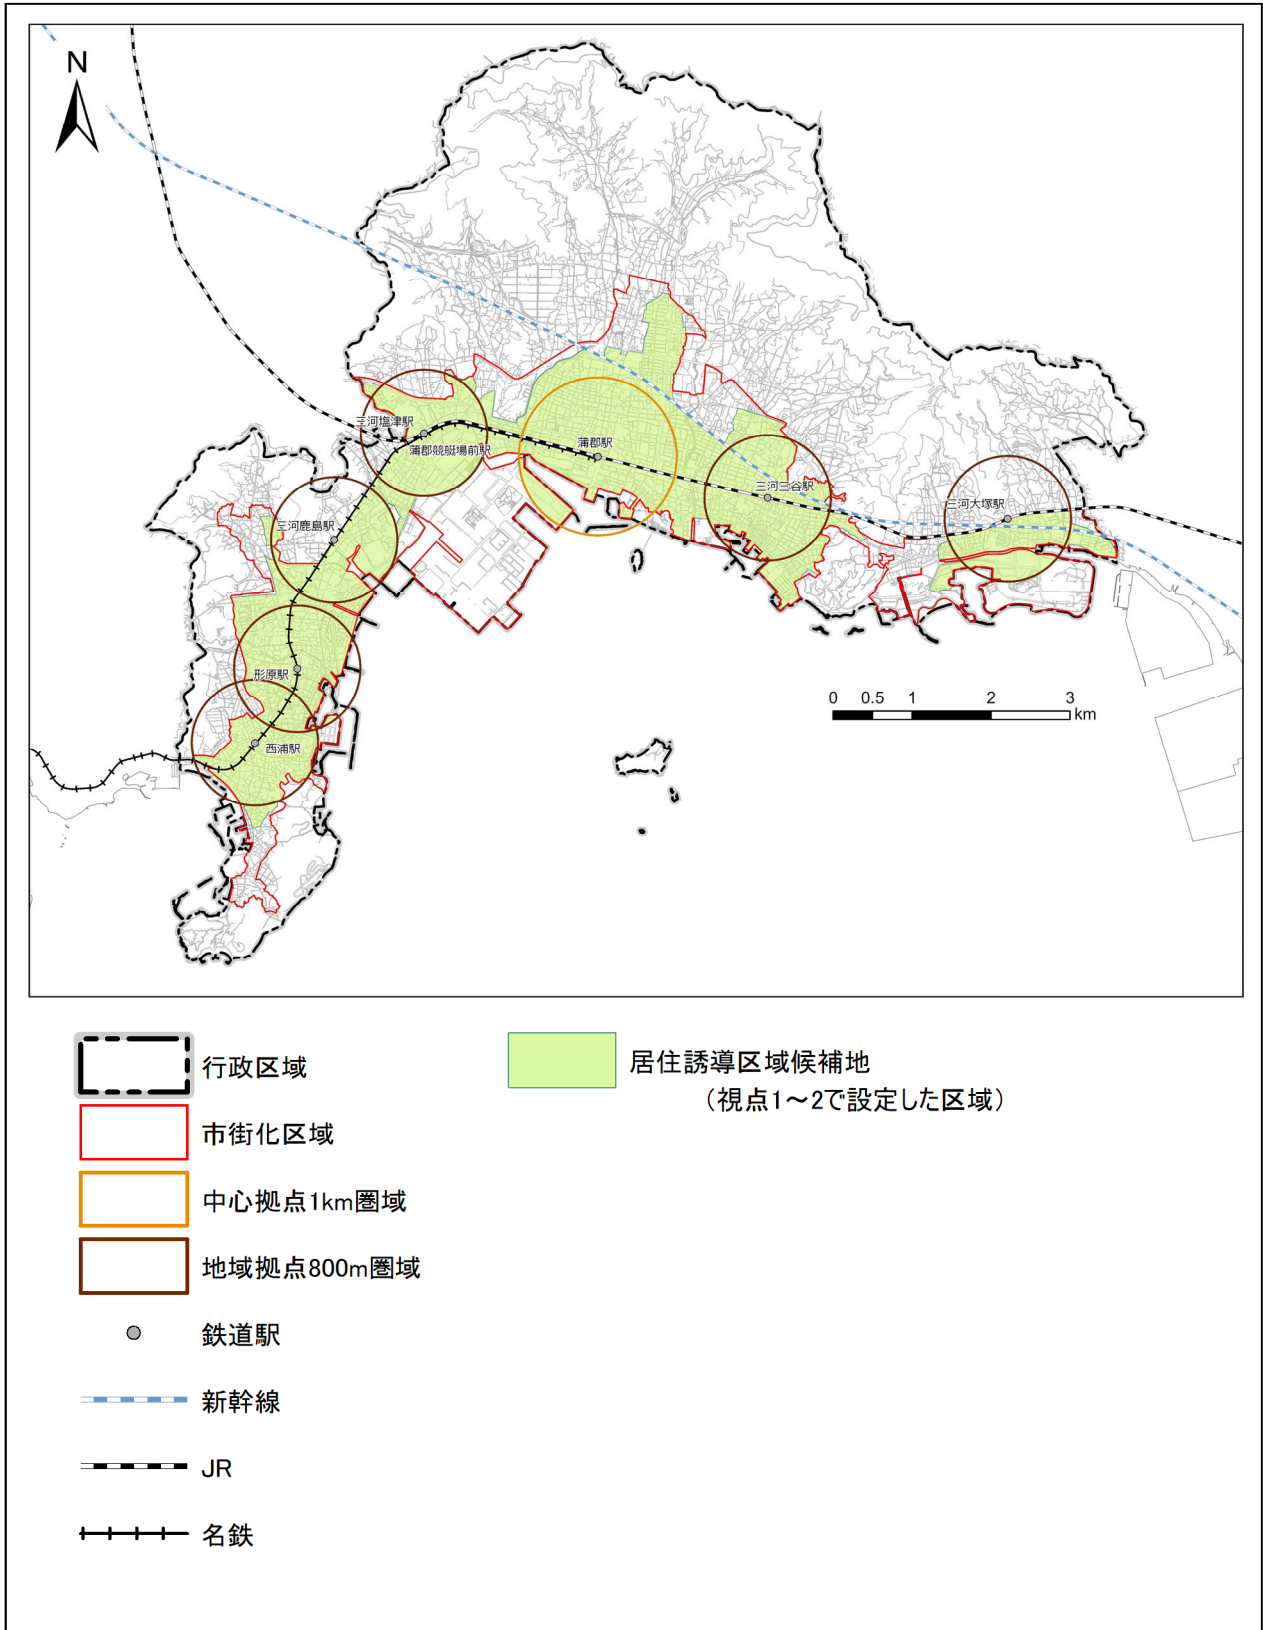 N
三河塩津駅
蒲郡競艇場前駅
蒲郡駅
三河三谷駅
三河大塚駅
三河鹿島駅
形原駅
西浦駅
0 0.5 1 2 3
km
行政区域
市街化区域
中心拠点1km圏域
地域拠点800m圏域
鉄道駅
新幹線
JR
名鉄
居住誘導区域候補地
（視点1～2で設定した区域）